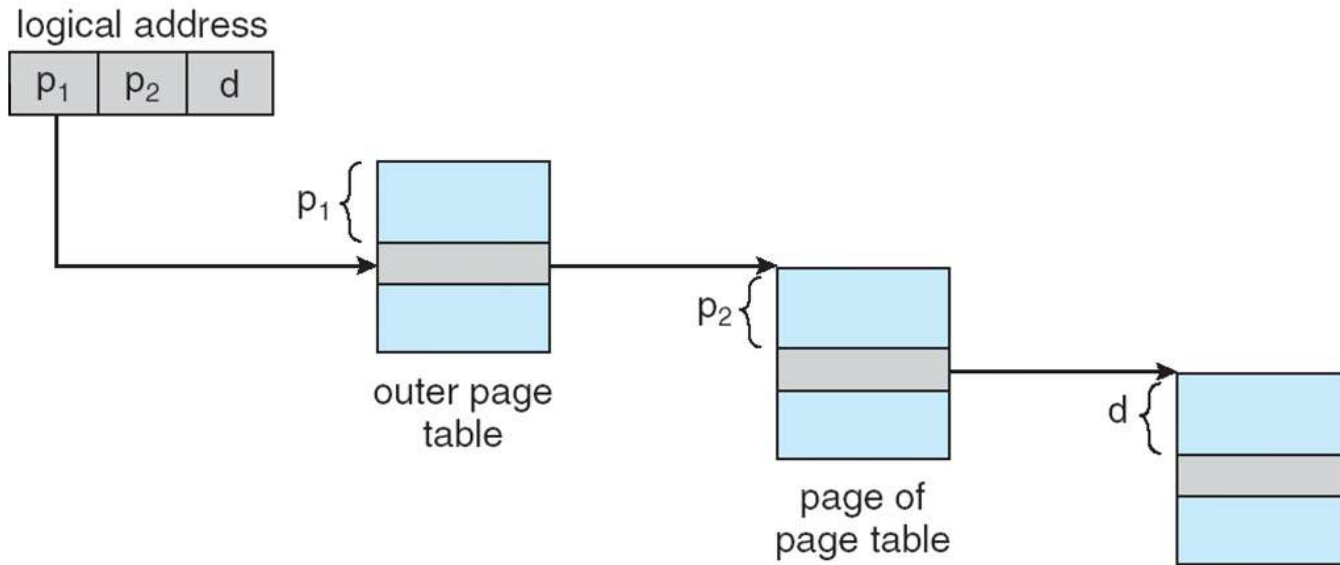 logical address
p₁ p₂ d
p₁
outer page
table
p₂
page of
page table
d